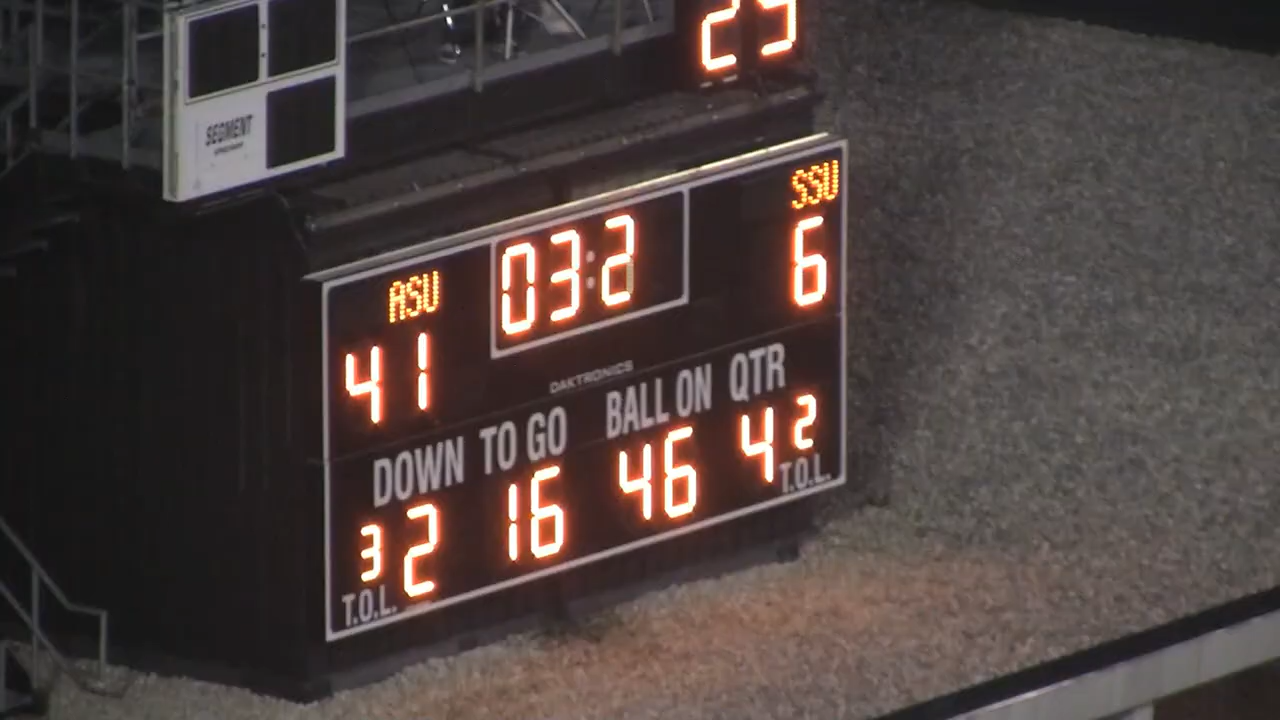 25
SEGMENT
SSU
ASU
03:2
6
41
DAKTRONICS
DOWN TO GO BALL ON QTR
3 2 16 46 4 2
T.O.L. T.O.L.